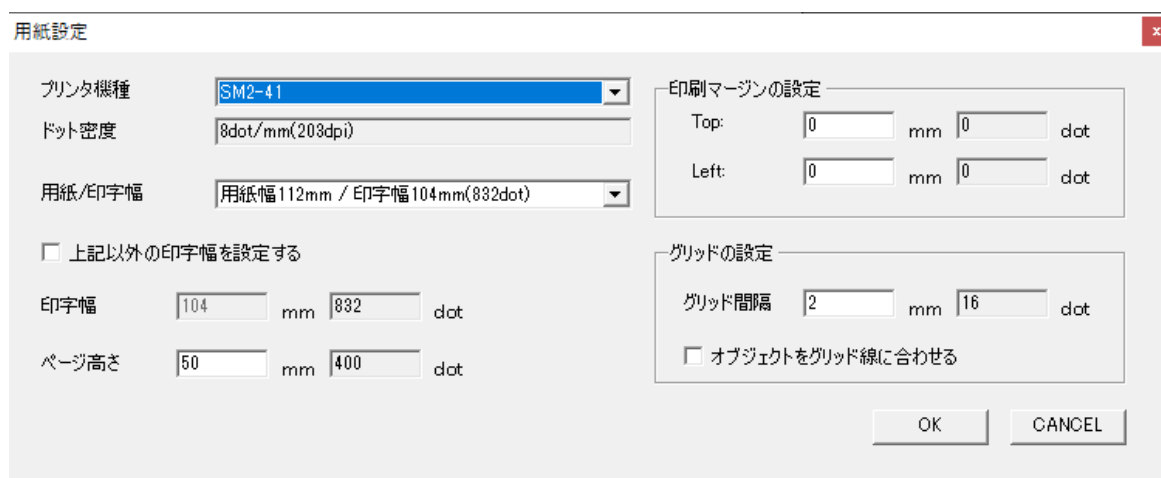 用紙設定
x
プリンタ機種
SM2-41
ドット密度
8dot/mm(203dpi)
用紙/印字幅
用紙幅112mm / 印字幅104mm(832dot)
上記以外の印字幅を設定する
印字幅 104 mm 832 dot
ページ高さ 50 mm 400 dot
印刷マージンの設定
Top: 0 mm 0 dot
Left: 0 mm 0 dot
グリッドの設定
グリッド間隔 2 mm 16 dot
オブジェクトをグリッド線に合わせる
OK CANCEL